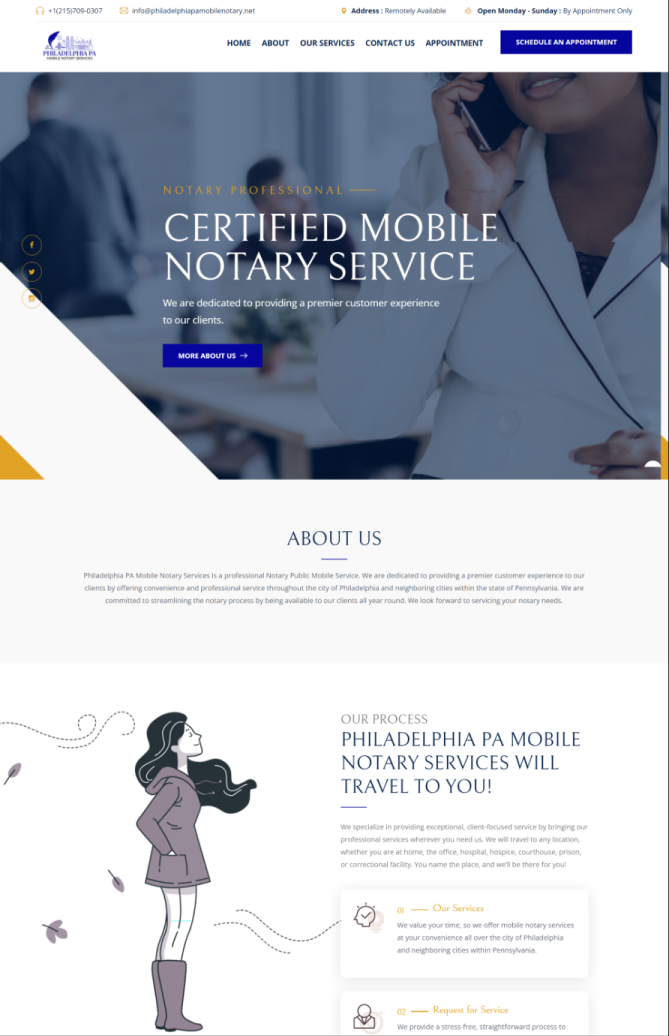 +1(215)709-0307
info@philadelphiapamobilenotary.net
Address : Remotely Available
Open Monday - Sunday : By Appointment Only
PHILADELPHIA PA
MOBILE NOTARY SERVICES
HOME
ABOUT
OUR SERVICES
CONTACT US
APPOINTMENT
SCHEDULE AN APPOINTMENT
NOTARY PROFESSIONAL
CERTIFIED MOBILE
NOTARY SERVICE
We are dedicated to providing a premier customer experience
to our clients.
MORE ABOUT US
ABOUT US
Philadelphia PA Mobile Notary Services is a professional Notary Public Mobile Service. We are dedicated to providing a premier customer experience to our
clients by offering convenience and professional service throughout the city of Philadelphia and neighboring cities within the state of Pennsylvania. We are
committed to streamlining the notary process by being available to our clients all year round. We look forward to servicing your notary needs.
OUR PROCESS
PHILADELPHIA PA MOBILE
NOTARY SERVICES WILL
TRAVEL TO YOU!
We specialize in providing exceptional, client-focused service by bringing our
professional services wherever you need us. We will travel to any location,
whether you are at home, the office, hospital, hospice, courthouse, prison,
or correctional facility. You name the place, and we'll be there for you!
01 Our Services
We value your time, so we offer mobile notary services
at your convenience all over the city of Philadelphia
and neighboring cities within Pennsylvania.
02 Request for Service
We provide a stress-free, straightforward process to